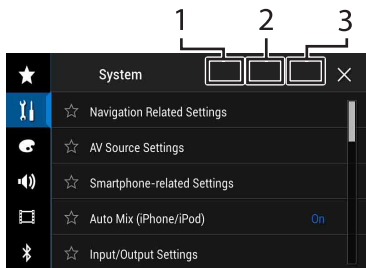 1 2 3
System
Navigation Related Settings
AV Source Settings
Smartphone-related Settings
Auto Mix (iPhone/iPod) On
Input/Output Settings